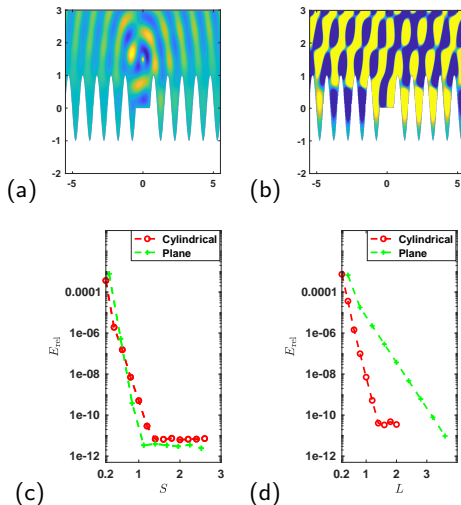 3
2
1
0
-1
-2
-5
0
5
(a)
3
2
1
0
-1
-2
-5
0
5
(b)
Cylindrical
Plane
0.0001
1e-06
1e-08
1e-10
1e-12
E_rel
0.2
1
2
3
S
(c)
Cylindrical
Plane
0.0001
1e-06
1e-08
1e-10
1e-12
E_rel
0.2
1
2
3
L
(d)